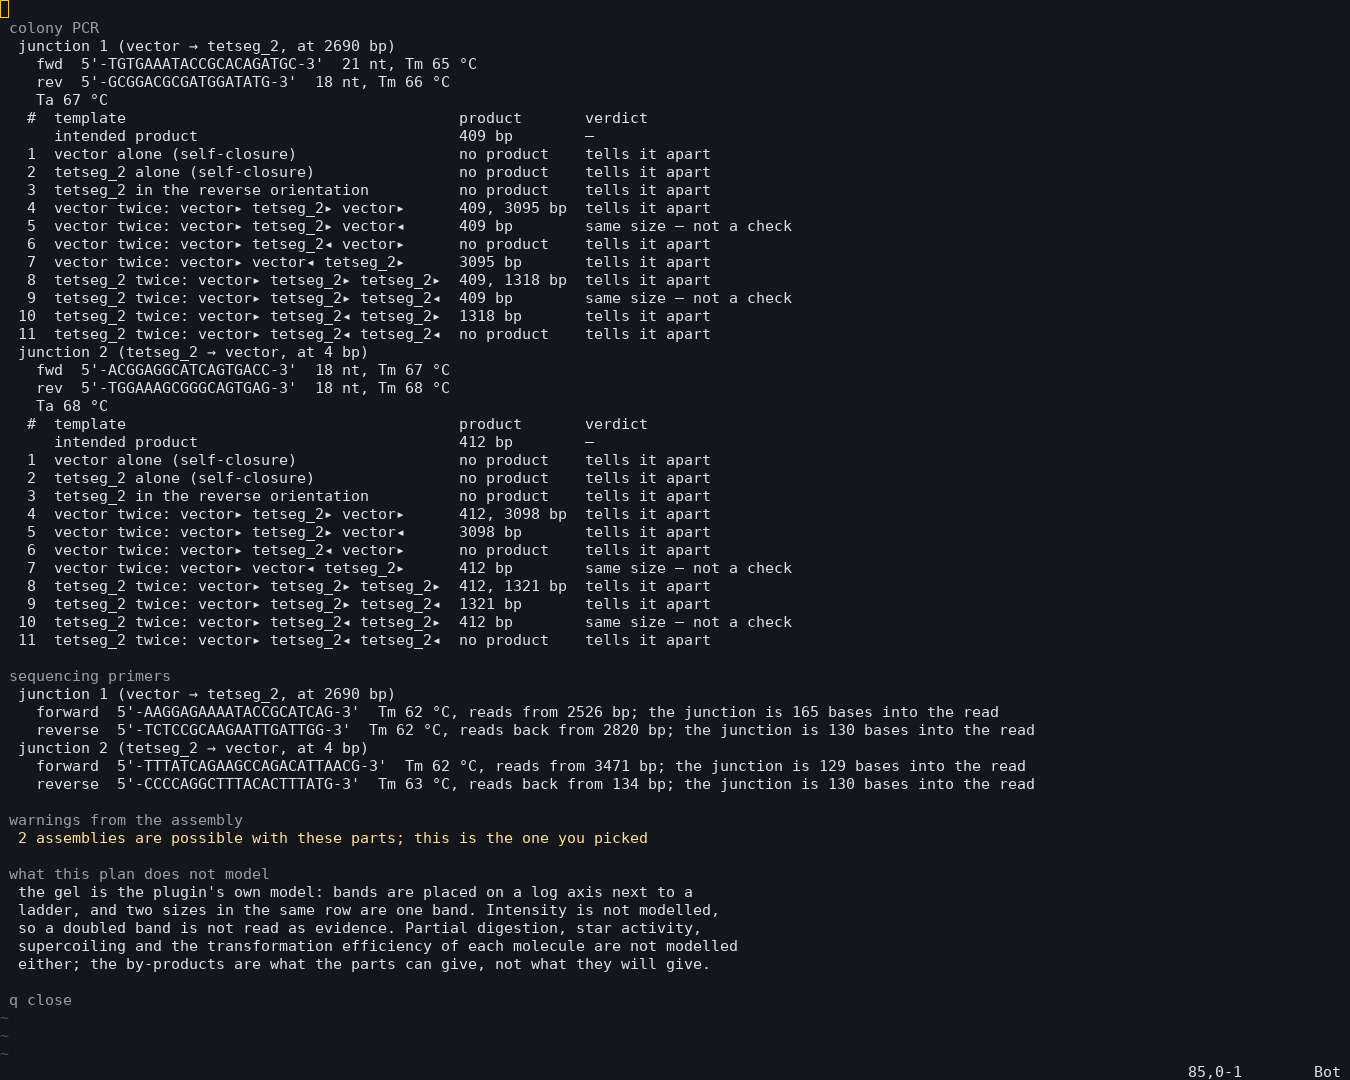 colony PCR
junction 1 (vector → tetseg_2, at 2690 bp)
fwd  5'-TGTGAAATACCGCACAGATGC-3'  21 nt, Tm 65 °C
rev  5'-GCGGACGCGATGGATATG-3'  18 nt, Tm 66 °C
Ta 67 °C
#  template                                     product       verdict
intended product                             409 bp        —
1  vector alone (self-closure)                  no product    tells it apart
2  tetseg_2 alone (self-closure)                no product    tells it apart
3  tetseg_2 in the reverse orientation          no product    tells it apart
4  vector twice: vector▸ tetseg_2▸ vector▸      409, 3095 bp  tells it apart
5  vector twice: vector▸ tetseg_2▸ vector◂      409 bp        same size — not a check
6  vector twice: vector▸ tetseg_2◂ vector▸      no product    tells it apart
7  vector twice: vector▸ vector◂ tetseg_2▸      3095 bp       tells it apart
8  tetseg_2 twice: vector▸ tetseg_2▸ tetseg_2▸  409, 1318 bp  tells it apart
9  tetseg_2 twice: vector▸ tetseg_2▸ tetseg_2◂  409 bp        same size — not a check
10  tetseg_2 twice: vector▸ tetseg_2◂ tetseg_2▸  1318 bp       tells it apart
11  tetseg_2 twice: vector▸ tetseg_2◂ tetseg_2◂  no product    tells it apart
junction 2 (tetseg_2 → vector, at 4 bp)
fwd  5'-ACGGAGGCATCAGTGACC-3'  18 nt, Tm 67 °C
rev  5'-TGGAAAGCGGGCAGTGAG-3'  18 nt, Tm 68 °C
Ta 68 °C
#  template                                     product       verdict
intended product                             412 bp        —
1  vector alone (self-closure)                  no product    tells it apart
2  tetseg_2 alone (self-closure)                no product    tells it apart
3  tetseg_2 in the reverse orientation          no product    tells it apart
4  vector twice: vector▸ tetseg_2▸ vector▸      412, 3098 bp  tells it apart
5  vector twice: vector▸ tetseg_2▸ vector◂      3098 bp       tells it apart
6  vector twice: vector▸ tetseg_2◂ vector▸      no product    tells it apart
7  vector twice: vector▸ vector◂ tetseg_2▸      412 bp        same size — not a check
8  tetseg_2 twice: vector▸ tetseg_2▸ tetseg_2▸  412, 1321 bp  tells it apart
9  tetseg_2 twice: vector▸ tetseg_2▸ tetseg_2◂  1321 bp       tells it apart
10  tetseg_2 twice: vector▸ tetseg_2◂ tetseg_2▸  412 bp        same size — not a check
11  tetseg_2 twice: vector▸ tetseg_2◂ tetseg_2◂  no product    tells it apart
sequencing primers
junction 1 (vector → tetseg_2, at 2690 bp)
forward  5'-AAGGAGAAAATACCGCATCAG-3'  Tm 62 °C, reads from 2526 bp; the junction is 165 bases into the read
reverse  5'-TCTCCGCAAGAATTGATTGG-3'  Tm 62 °C, reads back from 2820 bp; the junction is 130 bases into the read
junction 2 (tetseg_2 → vector, at 4 bp)
forward  5'-TTTATCAGAAGCCAGACATTAACG-3'  Tm 62 °C, reads from 3471 bp; the junction is 129 bases into the read
reverse  5'-CCCCAGGCTTTACACTTTATG-3'  Tm 63 °C, reads back from 134 bp; the junction is 130 bases into the read
warnings from the assembly
2 assemblies are possible with these parts; this is the one you picked
what this plan does not model
the gel is the plugin's own model: bands are placed on a log axis next to a
ladder, and two sizes in the same row are one band. Intensity is not modelled,
so a doubled band is not read as evidence. Partial digestion, star activity,
supercoiling and the transformation efficiency of each molecule are not modelled
either; the by-products are what the parts can give, not what they will give.
q close
~
~
~
85,0-1        Bot